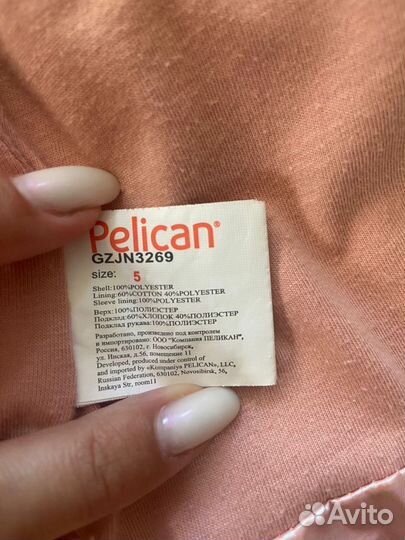 Pelican®
GZJN3269
size: 5
Shell:100%POLYESTER
Lining:60%COTTON 40%POLYESTER
Sleeve lining:100%POLYESTER
Верх:100%ПОЛИЭСТЕР
Подклад:60%ХЛОПОК 40%ПОЛИЭСТЕР
Подклад рукава:100%ПОЛИЭСТЕР
Разработано, произведено под контролем
и импортировано: ООО "Компания ПЕЛИКАН",
Россия, 630102, г. Новосибирск,
ул. Инская, д.56, помещение 11
Developed, produced under control of
and imported by «Kompaniya PELICAN», LLC,
Russian Federation, 630102, Novosibirsk, 56,
Inskaya Str, room11
Avito